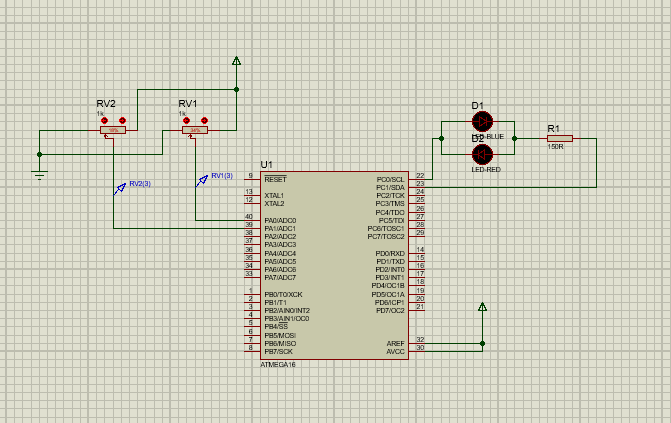 RV2
1k
50%
RV1
1k
RV2(3)
RV1(3)
D1
LED-BLUE
D2
LED-RED
R1
150R
U1
9 RESET
13 XTAL1
12 XTAL2
40 PA0/ADC0
39 PA1/ADC1
38 PA2/ADC2
37 PA3/ADC3
36 PA4/ADC4
35 PA5/ADC5
34 PA6/ADC6
33 PA7/ADC7
1 PB0/T0/XCK
2 PB1/T1
3 PB2/AIN0/INT2
4 PB3/AIN1/OC0
5 PB4/SS
6 PB5/MOSI
7 PB6/MISO
8 PB7/SCK
PC0/SCL 22
PC1/SDA 23
PC2/TCK 24
PC3/TMS 25
PC4/TDO 26
PC5/TDI 27
PC6/TOSC1 28
PC7/TOSC2 29
PD0/RXD 14
PD1/TXD 15
PD2/INT0 16
PD3/INT1 17
PD4/OC1B 18
PD5/OC1A 19
PD6/ICP1 20
PD7/OC2 21
AREF 32
AVCC 30
ATMEGA16